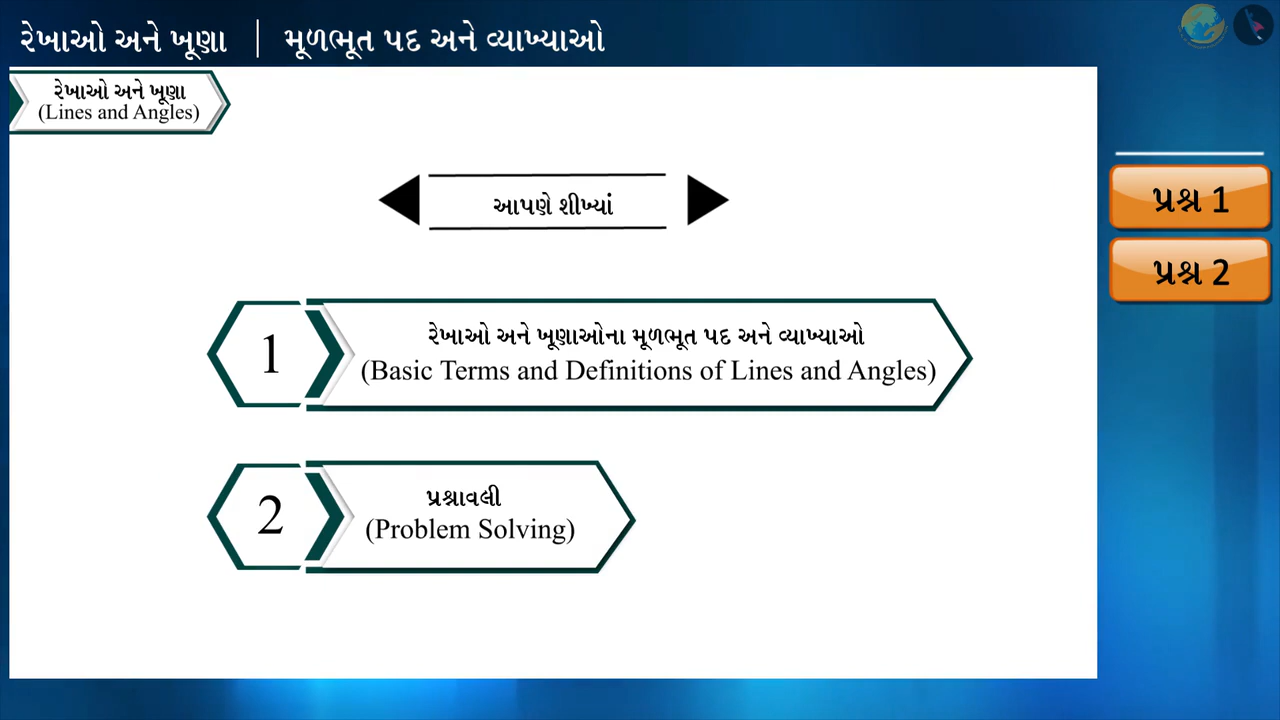 રેખાઓ અને ખૂણા | મૂળભૂત પદ અને વ્યાખ્યાઓ
રેખાઓ અને ખૂણા
(Lines and Angles)
આપણે શીખ્યાં
1
રેખાઓ અને ખૂણાઓના મૂળભૂત પદ અને વ્યાખ્યાઓ
(Basic Terms and Definitions of Lines and Angles)
2
પ્રશ્નાવલી
(Problem Solving)
પ્રશ્ન 1
પ્રશ્ન 2